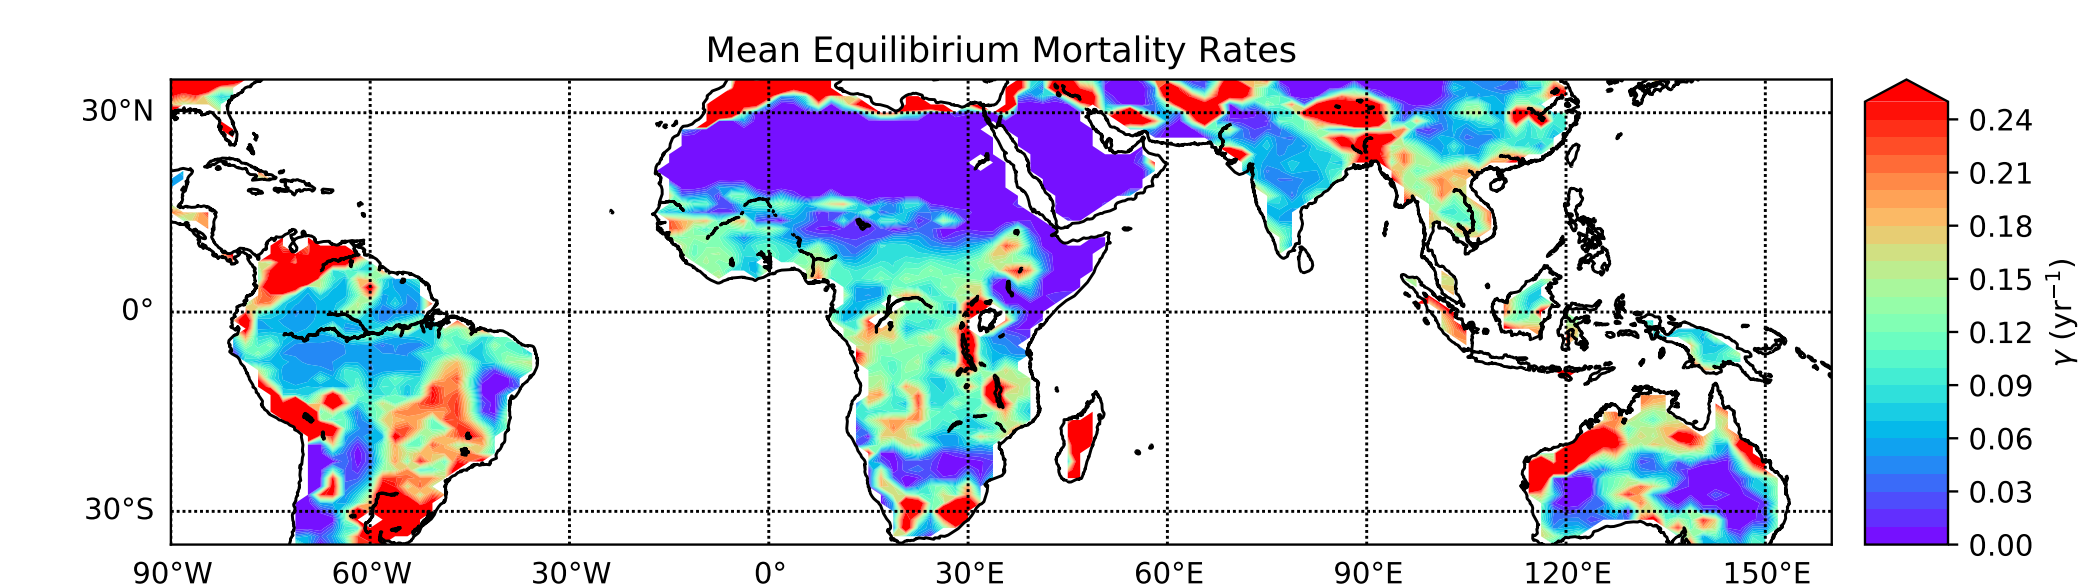 Mean Equilibirium Mortality Rates
30°N
0°
30°S
90°W 60°W 30°W 0° 30°E 60°E 90°E 120°E 150°E
0.24
0.21
0.18
0.15
0.12
0.09
0.06
0.03
0.00
γ (yr⁻¹)